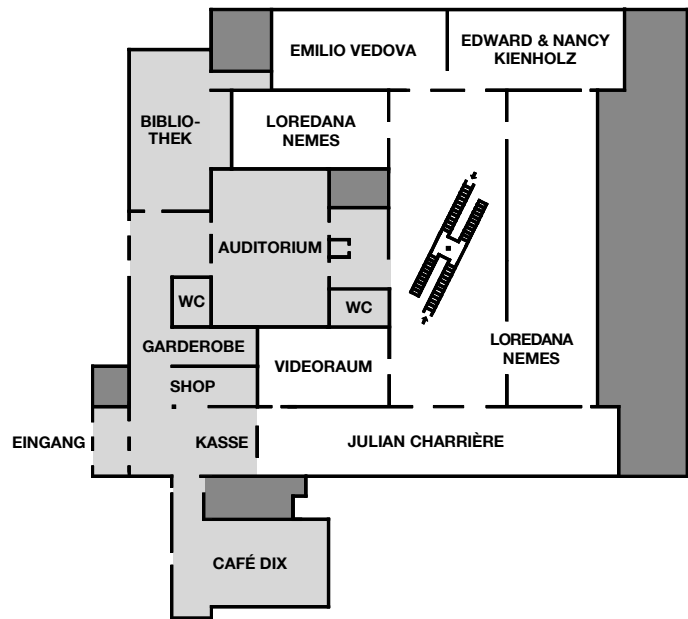 EMILIO VEDOVA
EDWARD & NANCY
KIENHOLZ
BIBLIO-
THEK
LOREDANA
NEMES
AUDITORIUM
WC
WC
GARDEROBE
VIDEORAUM
LOREDANA
NEMES
SHOP
EINGANG
KASSE
JULIAN CHARRIÈRE
CAFÉ DIX